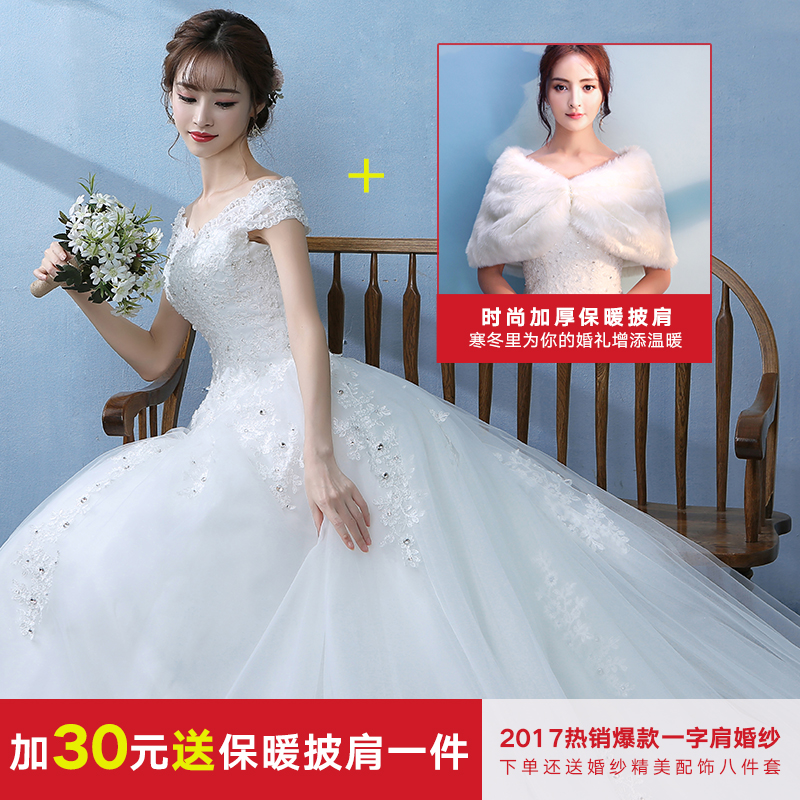 +
时尚加厚保暖披肩
寒冬里为你的婚礼增添温暖
加30元送保暖披肩一件
2017热销爆款一字肩婚纱
下单还送婚纱精美配饰八件套